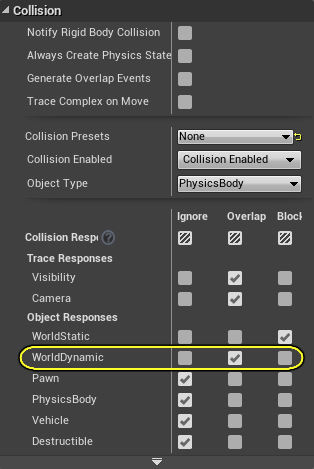 Collision
Notify Rigid Body Collision
Always Create Physics State
Generate Overlap Events
Trace Complex on Move
Collision Presets None
Collision Enabled Collision Enabled
Object Type PhysicsBody
Ignore Overlap Block
Collision Respo ?
Trace Responses
Visibility
Camera
Object Responses
WorldStatic
WorldDynamic
Pawn
PhysicsBody
Vehicle
Destructible